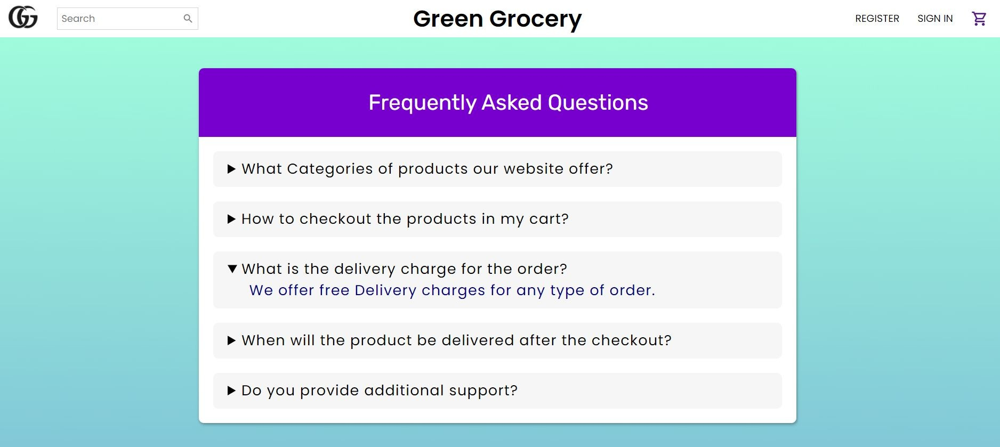 GG
Search
Green Grocery
REGISTER
SIGN IN
Frequently Asked Questions
What Categories of products our website offer?
How to checkout the products in my cart?
What is the delivery charge for the order?
We offer free Delivery charges for any type of order.
When will the product be delivered after the checkout?
Do you provide additional support?